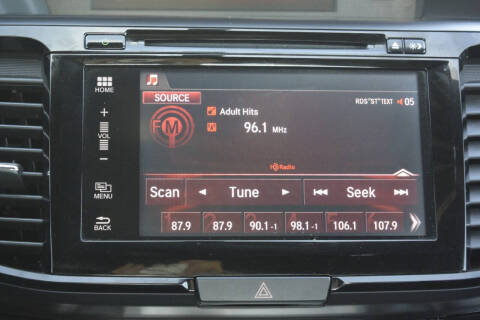 HOME
SOURCE
RDS "ST" TEXT 05
Adult Hits
FM
96.1 MHz
+
VOL
−
HD Radio
MENU
Scan Tune Seek
BACK
87.9 87.9 90.1-1 98.1-1 106.1 107.9